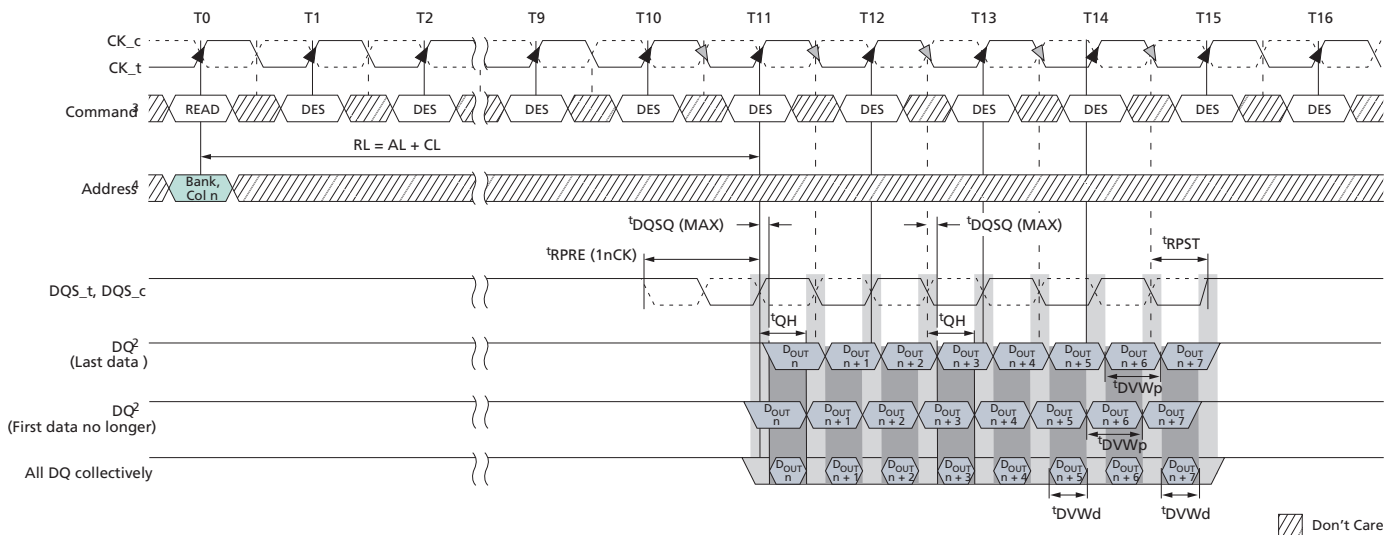 T0 T1 T2 T9 T10 T11 T12 T13 T14 T15 T16
CK_c
CK_t
Command3 READ DES DES DES DES DES DES DES DES DES DES
RL = AL + CL
Address4 Bank,
Col n
tDQSQ (MAX) tDQSQ (MAX)
tRPRE (1nCK) tRPST
DQS_t, DQS_c
tQH tQH
DQ2
(Last data )
DOUT n DOUT n + 1 DOUT n + 2 DOUT n + 3 DOUT n + 4 DOUT n + 5 DOUT n + 6 DOUT n + 7
tDVWp
DQ2
(First data no longer)
DOUT n DOUT n + 1 DOUT n + 2 DOUT n + 3 DOUT n + 4 DOUT n + 5 DOUT n + 6 DOUT n + 7
tDVWp
All DQ collectively
DOUT n DOUT n + 1 DOUT n + 2 DOUT n + 3 DOUT n + 4 DOUT n + 5 DOUT n + 6 DOUT n + 7
tDVWd tDVWd
Don't Care